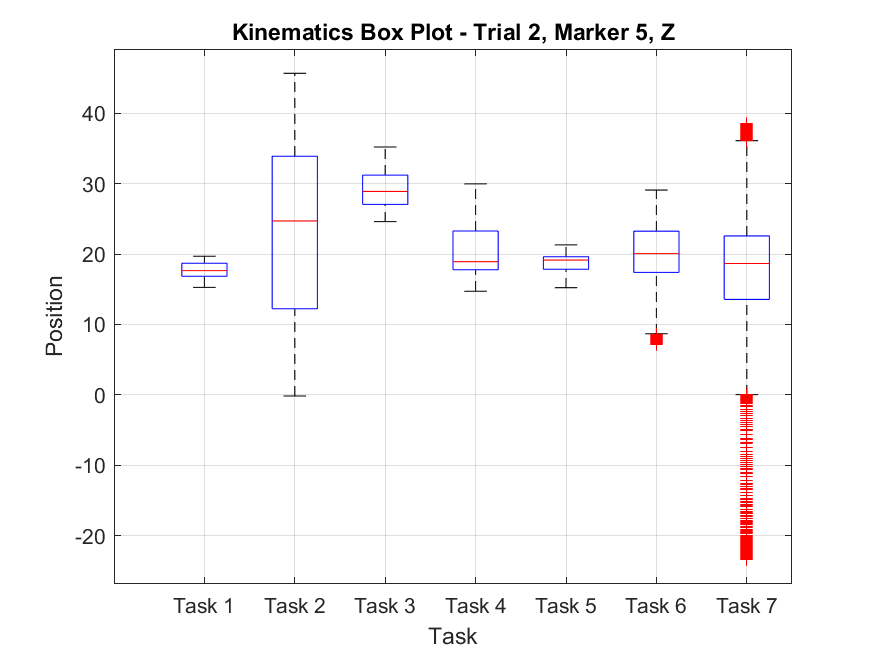 Kinematics Box Plot - Trial 2, Marker 5, Z
Position
40
30
20
10
0
-10
-20
Task 1 Task 2 Task 3 Task 4 Task 5 Task 6 Task 7
Task